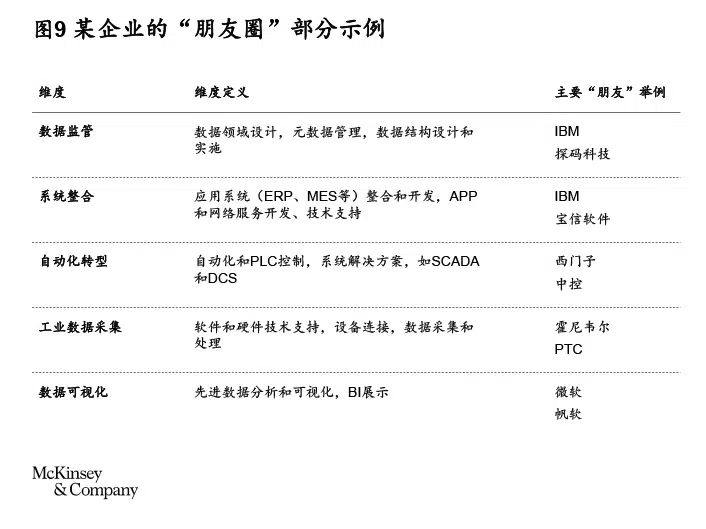 图9 某企业的“朋友圈”部分示例
维度 维度定义 主要“朋友”举例
数据监管 数据领域设计，元数据管理，数据结构设计和 IBM
实施 探码科技
系统整合 应用系统（ERP、MES等）整合和开发，APP IBM
和网络服务开发、技术支持 宝信软件
自动化转型 自动化和PLC控制，系统解决方案，如SCADA 西门子
和DCS 中控
工业数据采集 软件和硬件技术支持，设备连接，数据采集和 霍尼韦尔
处理 PTC
数据可视化 先进数据分析和可视化，BI展示 微软
帆软
McKinsey
& Company